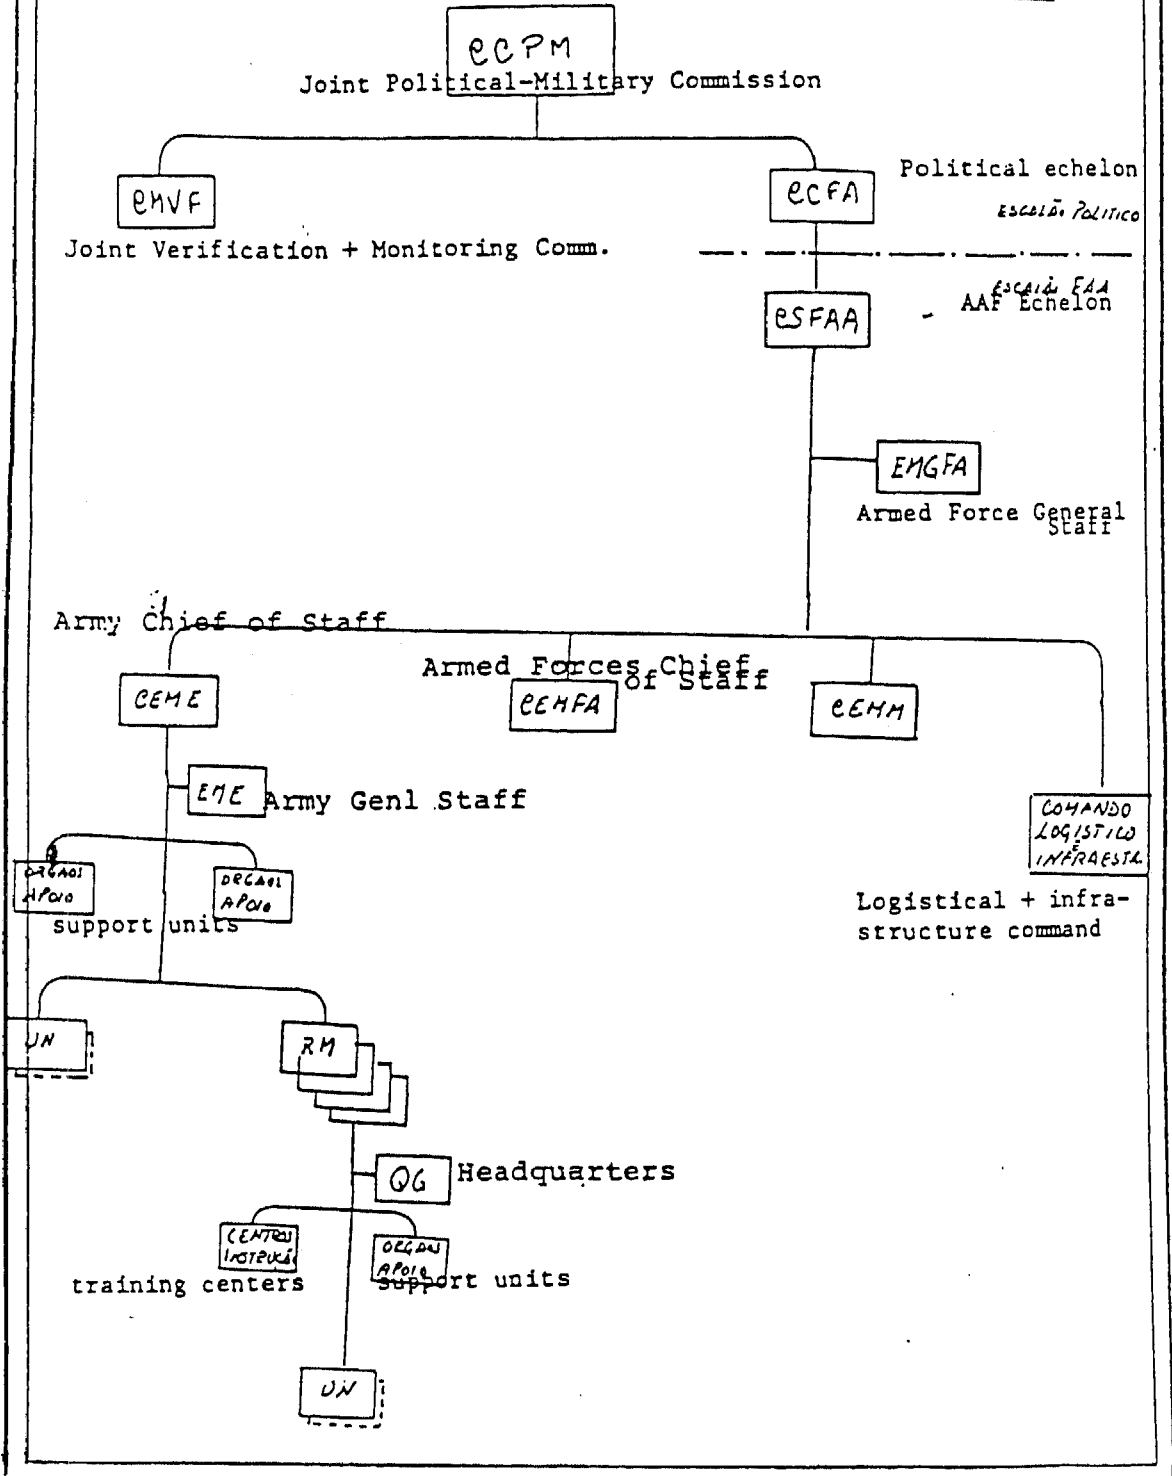 CCPM
Joint Political-Military Commission
CMVF
CCFA
Political echelon
ESCALÃO POLITICO
Joint Verification + Monitoring Comm.
ESCALÃO FAA
AAF Echelon
CSFAA
EMGFA
Armed Force General
Staff
Army Chief of Staff
Armed Forces Chief
of Staff
CEME
CEMFA
CEMM
EME
Army Genl Staff
COMANDO
LOGISTICO
E
INFRAESTR.
ORGAOS
APOIO
ORGAOS
APOIO
support units
Logistical + infra-
structure command
UN
RM
QG
Headquarters
CENTROS
INSTRUÇÃO
ORGAOS
APOIO
training centers
support units
UN